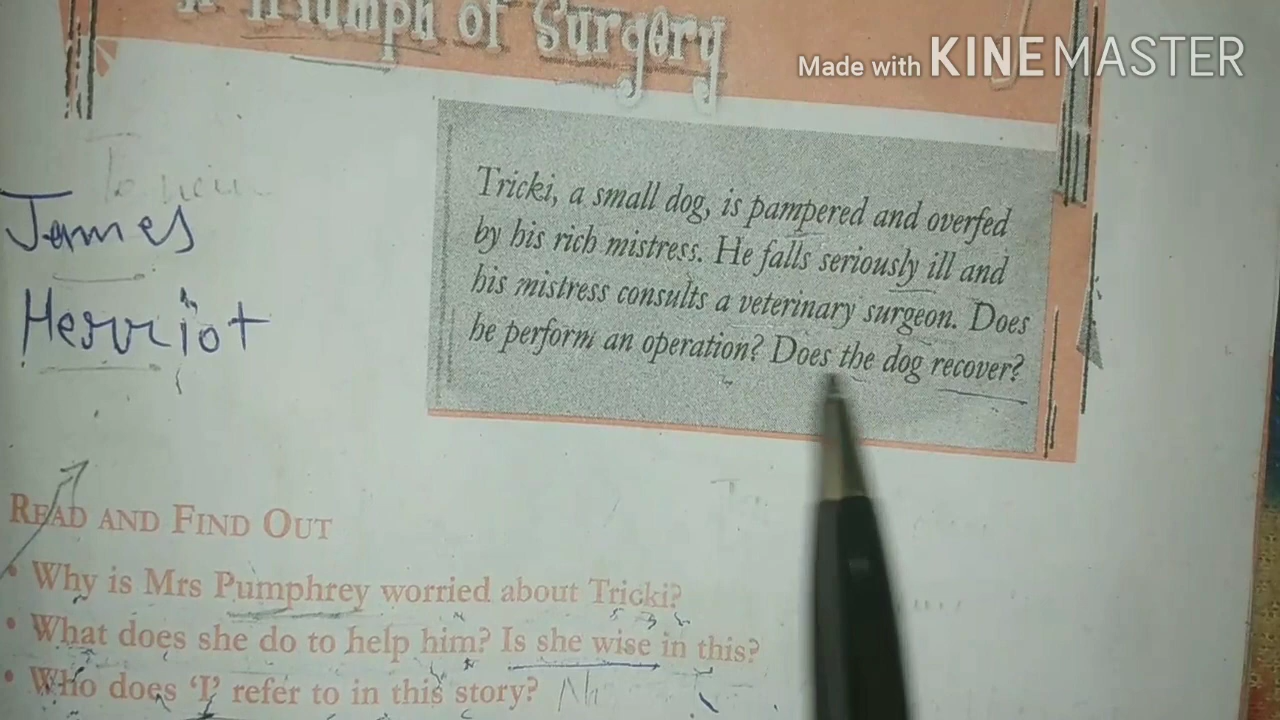 A Triumph of Surgery
Made with KINEMASTER
Tricki, a small dog, is pampered and overfed
by his rich mistress. He falls seriously ill and
his mistress consults a veterinary surgeon. Does
he perform an operation? Does the dog recover?
James
Herriot
READ AND FIND OUT
• Why is Mrs Pumphrey worried about Tricki?
• What does she do to help him? Is she wise in this?
• Who does ‘I’ refer to in this story?